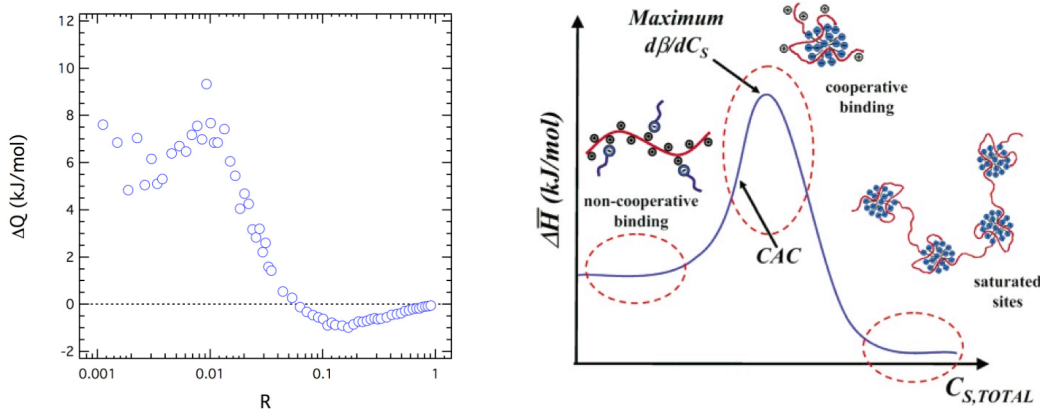 12
10
8
6
4
2
0
-2
ΔQ (kJ/mol)
0.001
0.01
0.1
1
R
Maximum
dβ/dC_S
cooperative
binding
non-cooperative
binding
CAC
ΔH̅ (kJ/mol)
saturated
sites
C_S,TOTAL